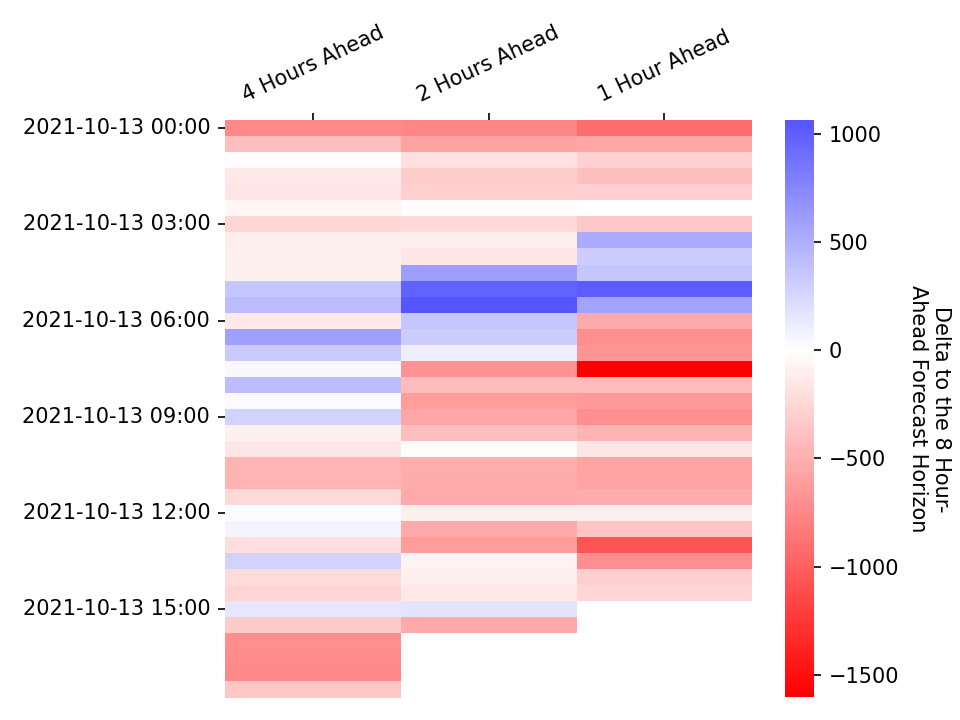 4 Hours Ahead
2 Hours Ahead
1 Hour Ahead
2021-10-13 00:00
2021-10-13 03:00
2021-10-13 06:00
2021-10-13 09:00
2021-10-13 12:00
2021-10-13 15:00
1000
500
0
−500
−1000
−1500
Delta to the 8 Hour-
Ahead Forecast Horizon